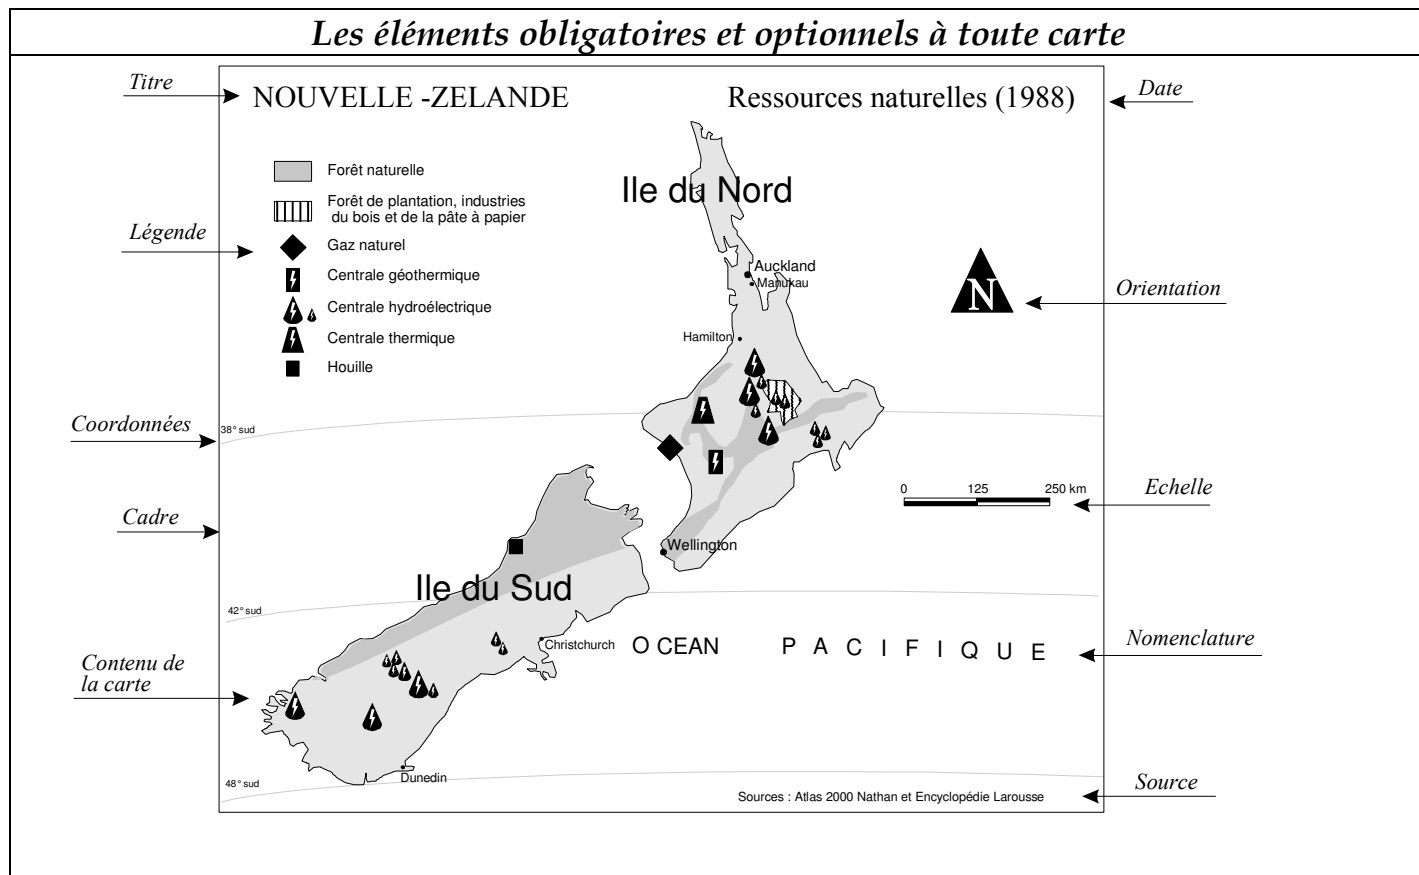 Les éléments obligatoires et optionnels à toute carte
Titre
NOUVELLE -ZELANDE
Ressources naturelles (1988)
Date
Forêt naturelle
Forêt de plantation, industries
du bois et de la pâte à papier
Légende
Gaz naturel
Centrale géothermique
Centrale hydroélectrique
Centrale thermique
Houille
Ile du Nord
Auckland
Manukau
Hamilton
N
Orientation
Coordonnées
38° sud
0 125 250 km
Echelle
Cadre
Wellington
Ile du Sud
42° sud
Christchurch
O CEAN P A C I F I Q U E
Nomenclature
Contenu de
la carte
Dunedin
48° sud
Sources : Atlas 2000 Nathan et Encyclopédie Larousse
Source